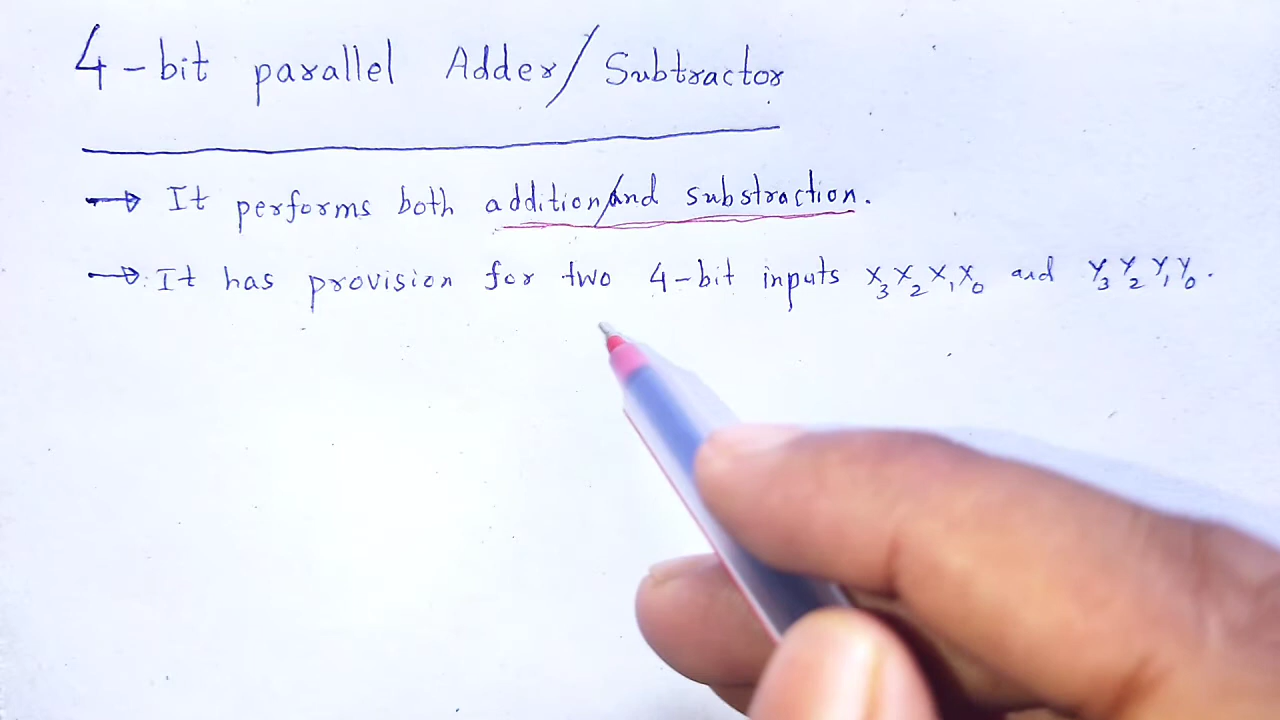 4-bit parallel Adder/Subtractor
→ It performs both addition/and substraction.
→ It has provision for two 4-bit inputs X₃X₂X₁X₀ and Y₃Y₂Y₁Y₀.